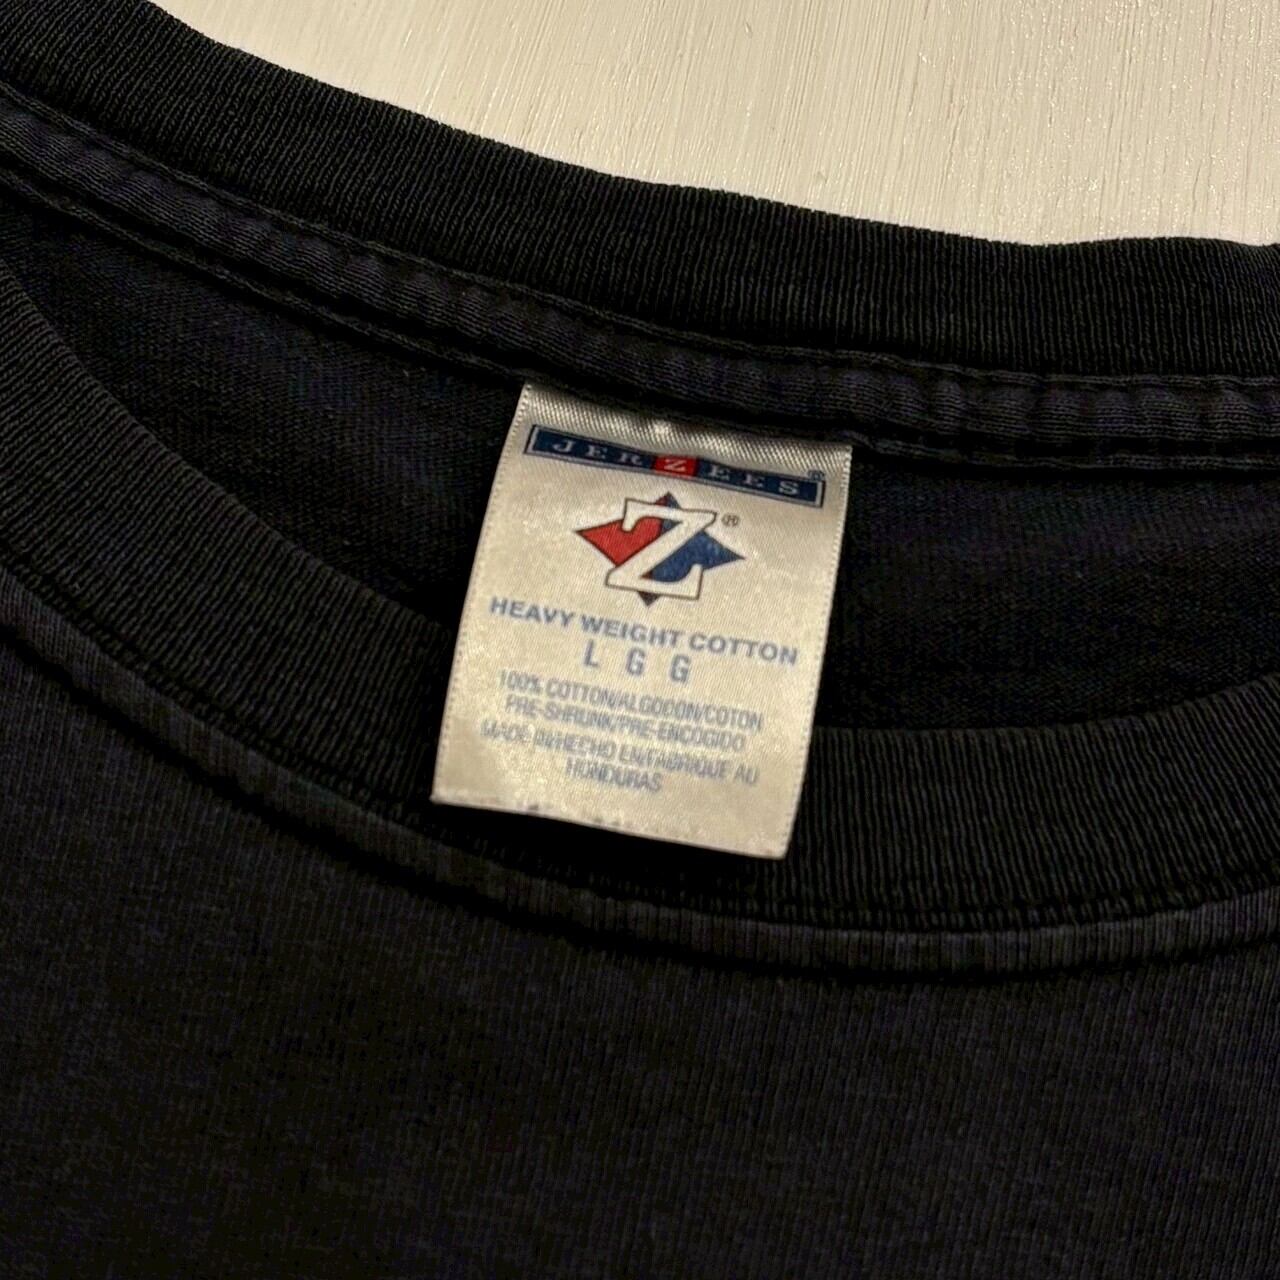 JERZEES®
Z®
HEAVY WEIGHT COTTON
L G G
100% COTTON/ALGODON/COTON
PRE-SHRUNK/PRE-ENCOGIDO
MADE IN/HECHO EN/FABRIQUE AU
HONDURAS